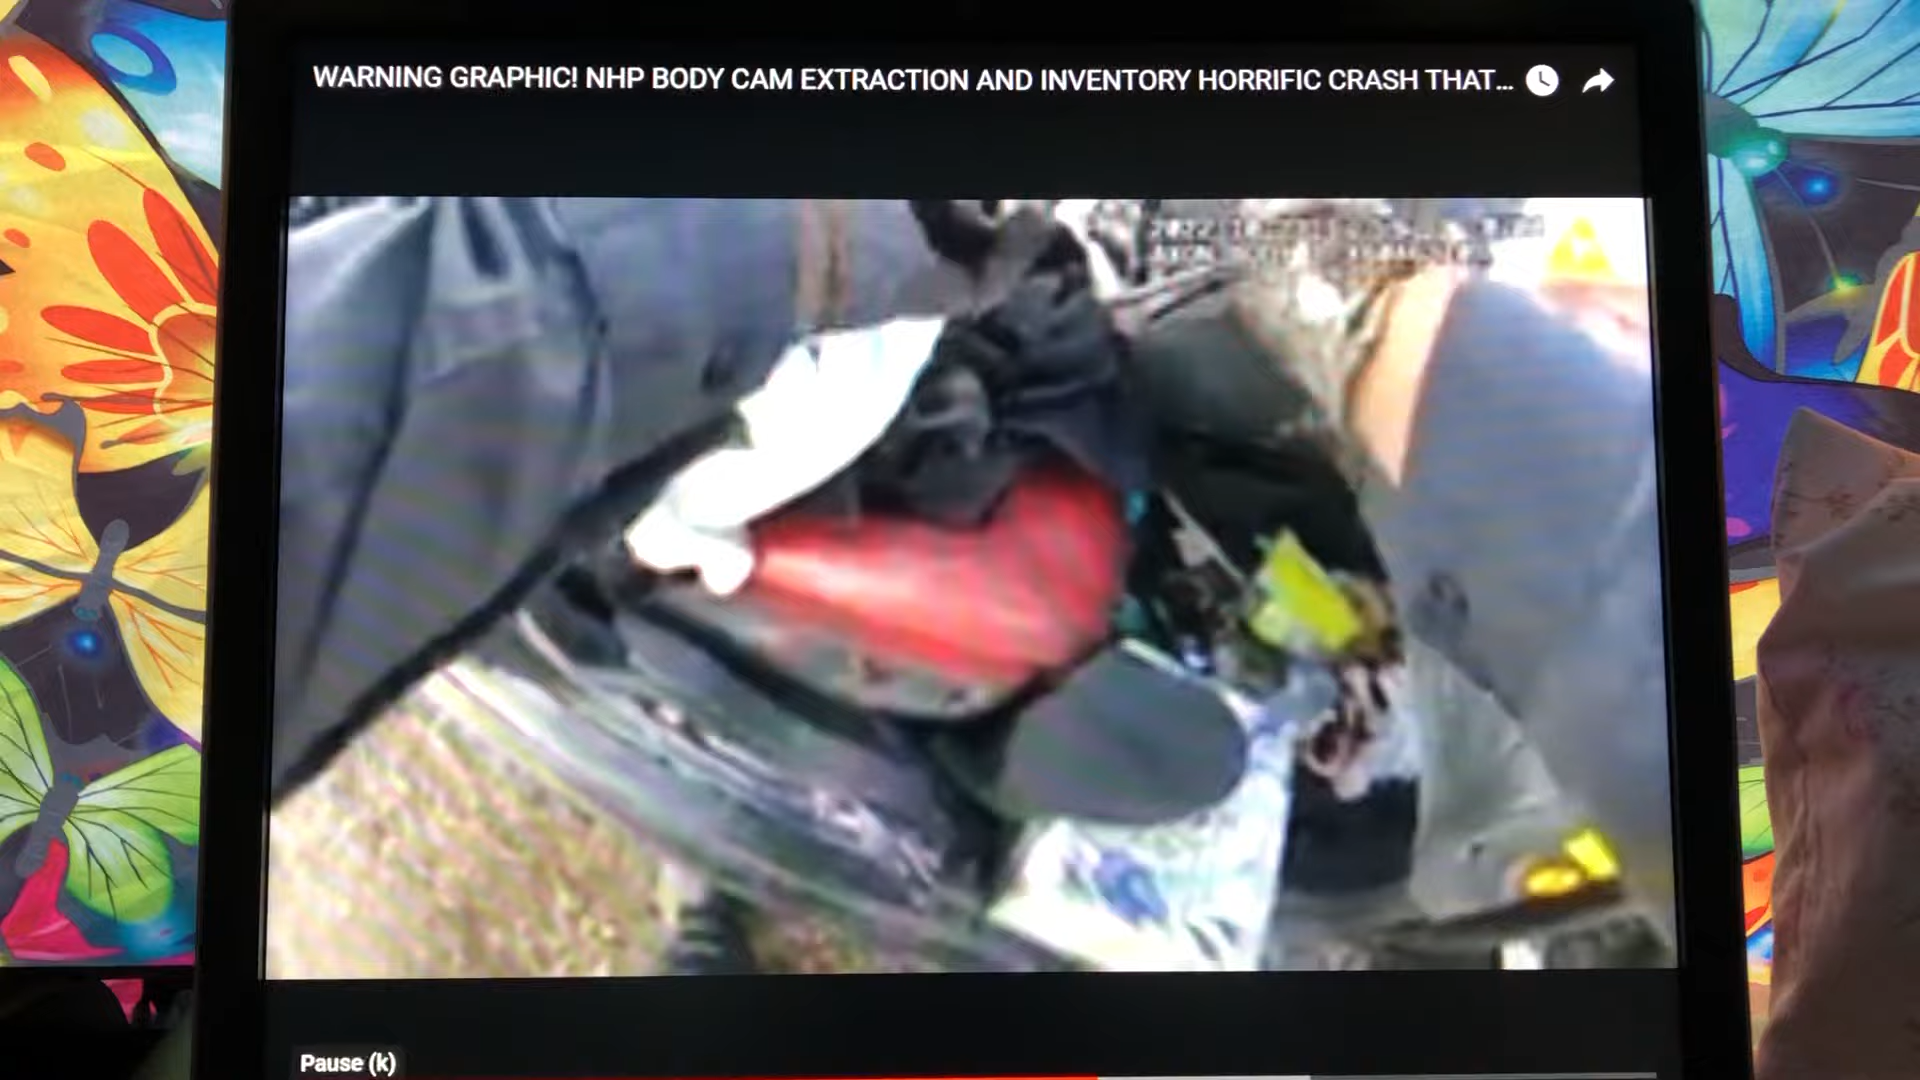 WARNING GRAPHIC! NHP BODY CAM EXTRACTION AND INVENTORY HORRIFIC CRASH THAT...
Pause (k)